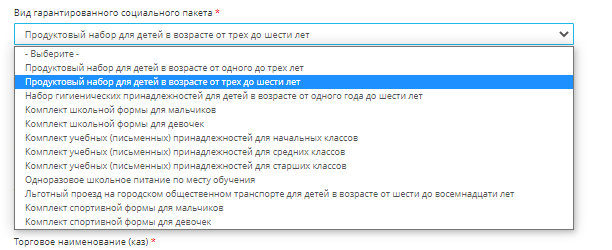 Вид гарантированного социального пакета *
Продуктовый набор для детей в возрасте от трех до шести лет
- Выберите -
Продуктовый набор для детей в возрасте от одного до трех лет
Продуктовый набор для детей в возрасте от трех до шести лет
Набор гигиенических принадлежностей для детей в возрасте от одного года до шести лет
Комплект школьной формы для мальчиков
Комплект школьной формы для девочек
Комплект учебных (письменных) принадлежностей для начальных классов
Комплект учебных (письменных) принадлежностей для средних классов
Комплект учебных (письменных) принадлежностей для старших классов
Одноразовое школьное питание по месту обучения
Льготный проезд на городском общественном транспорте для детей в возрасте от шести до восемнадцати лет
Комплект спортивной формы для мальчиков
Комплект спортивной формы для девочек
Торговое наименование (каз) *